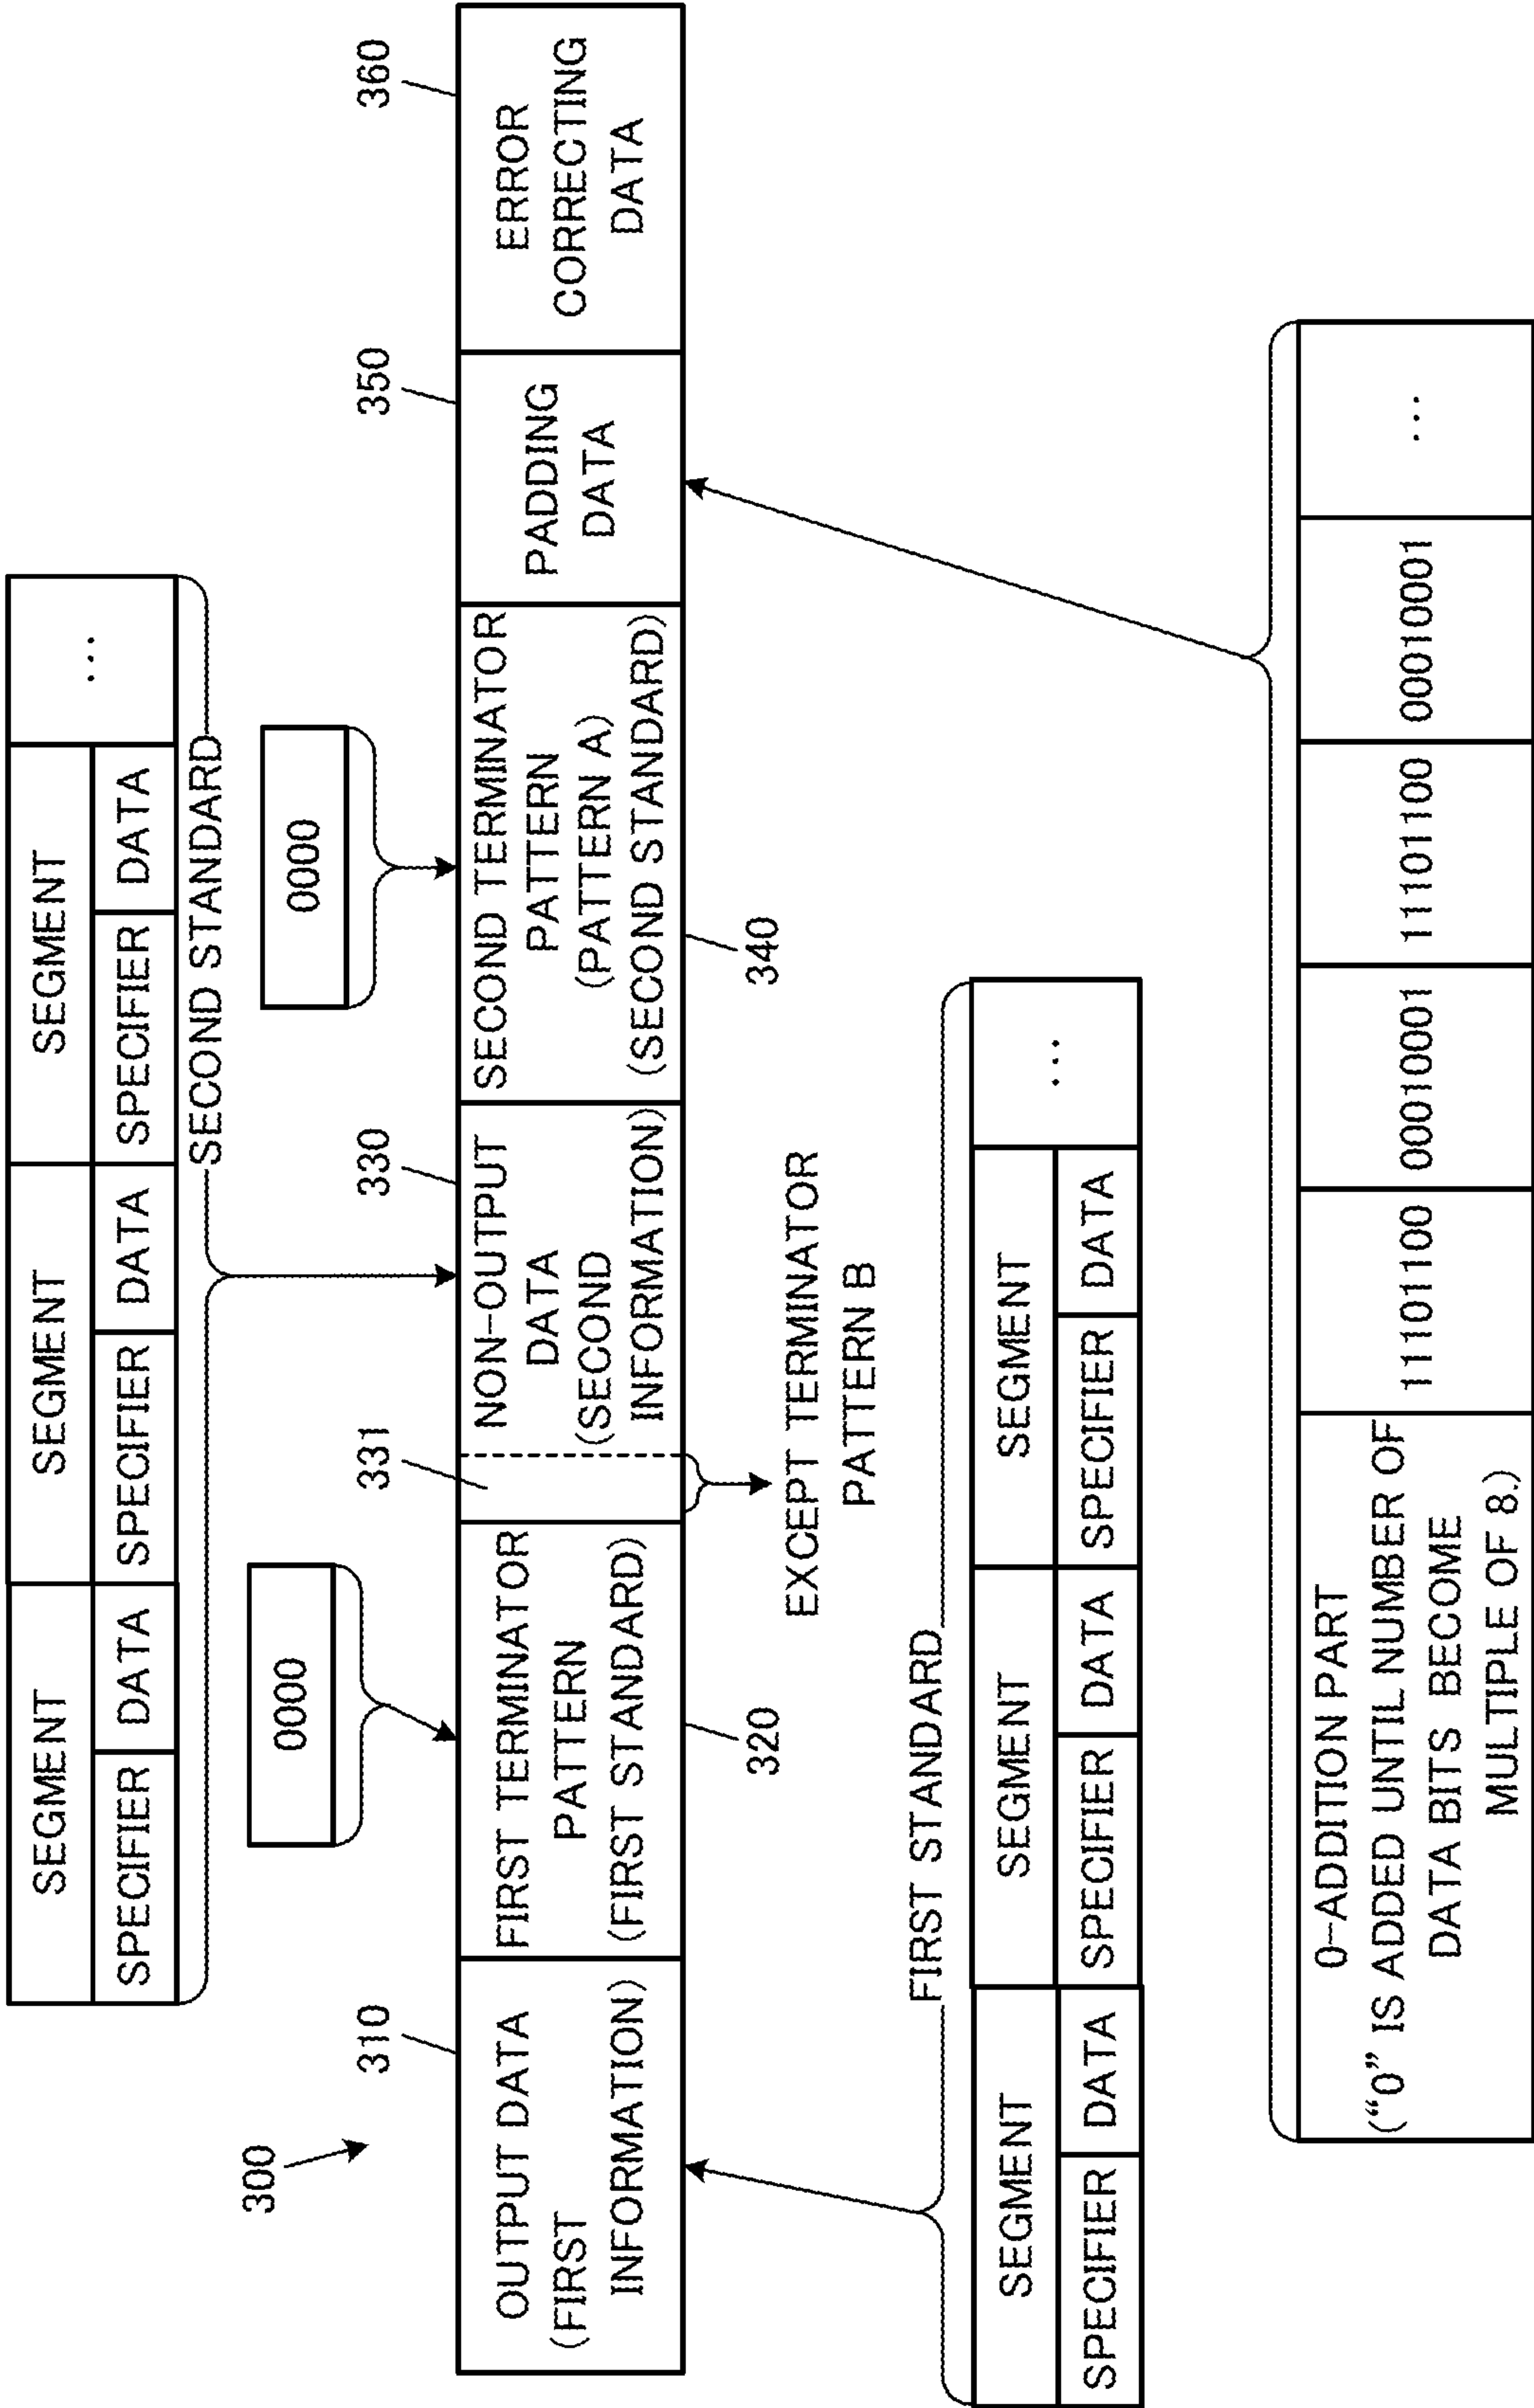 SEGMENT
SEGMENT
SEGMENT
...
SPECIFIER
DATA
SPECIFIER
DATA
SPECIFIER
DATA
SECOND STANDARD
0000
0000
300
310
331
330
350
360
OUTPUT DATA
(FIRST
INFORMATION)
FIRST TERMINATOR
PATTERN
(FIRST STANDARD)
NON-OUTPUT
DATA
(SECOND
INFORMATION)
SECOND TERMINATOR
PATTERN
(PATTERN A)
(SECOND STANDARD)
PADDING
DATA
ERROR
CORRECTING
DATA
320
340
EXCEPT TERMINATOR
PATTERN B
FIRST STANDARD
SEGMENT
SEGMENT
SEGMENT
...
SPECIFIER
DATA
SPECIFIER
DATA
SPECIFIER
DATA
0-ADDITION PART
("0" IS ADDED UNTIL NUMBER OF
DATA BITS BECOME
MULTIPLE OF 8.)
11101100
00010001
11101100
00010001
...